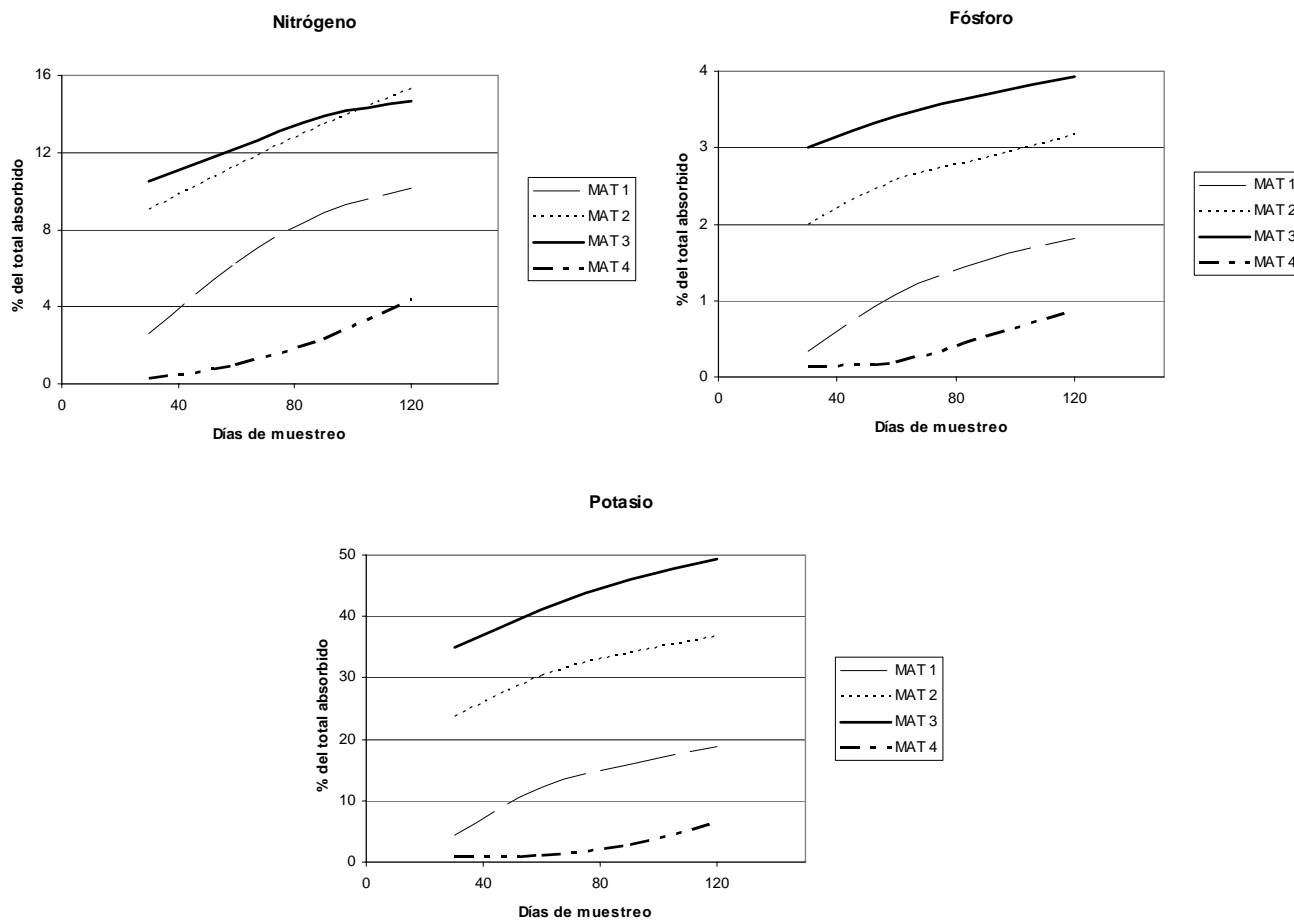 Nitrógeno
% del total absorbido
16
12
8
4
0
0 40 80 120
Días de muestreo
MAT 1
MAT 2
MAT 3
MAT 4
Fósforo
% del total absorbido
4
3
2
1
0
0 40 80 120
Días de muestreo
MAT 1
MAT 2
MAT 3
MAT 4
Potasio
% del total absorbido
50
40
30
20
10
0
0 40 80 120
Días de muestreo
MAT 1
MAT 2
MAT 3
MAT 4